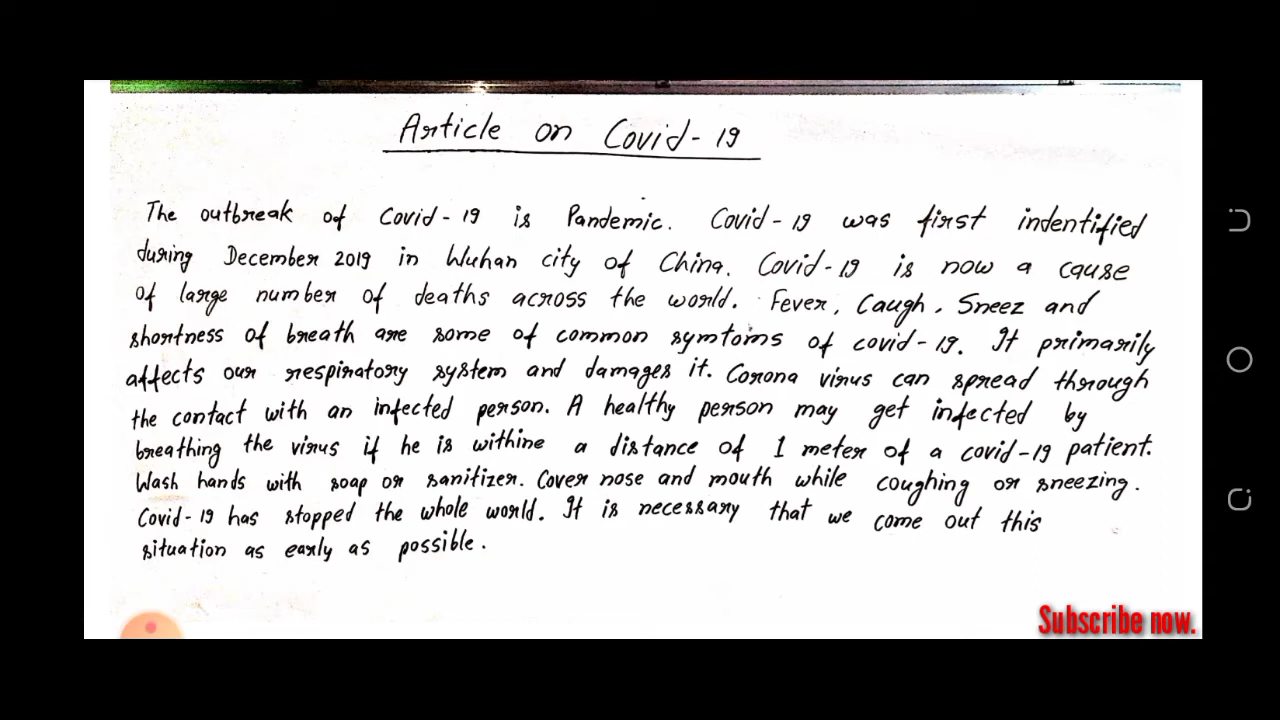 Article on Covid-19
The outbreak of Covid-19 is Pandemic. Covid-19 was first indentified
during December 2019 in Wuhan city of China. Covid-19 is now a cause
of large number of deaths across the world. Fever, Caugh, Sneez and
shortness of breath are some of common symtoms of covid-19. It primarily
affects our respiratory system and damages it. Corona virus can spread through
the contact with an infected person. A healthy person may get infected by
breathing the virus if he is withine a distance of 1 meter of a covid-19 patient.
Wash hands with soap or sanitizer. Cover nose and mouth while coughing or sneezing.
Covid-19 has stopped the whole world. It is necessary that we come out this
situation as early as possible.
Subscribe now.